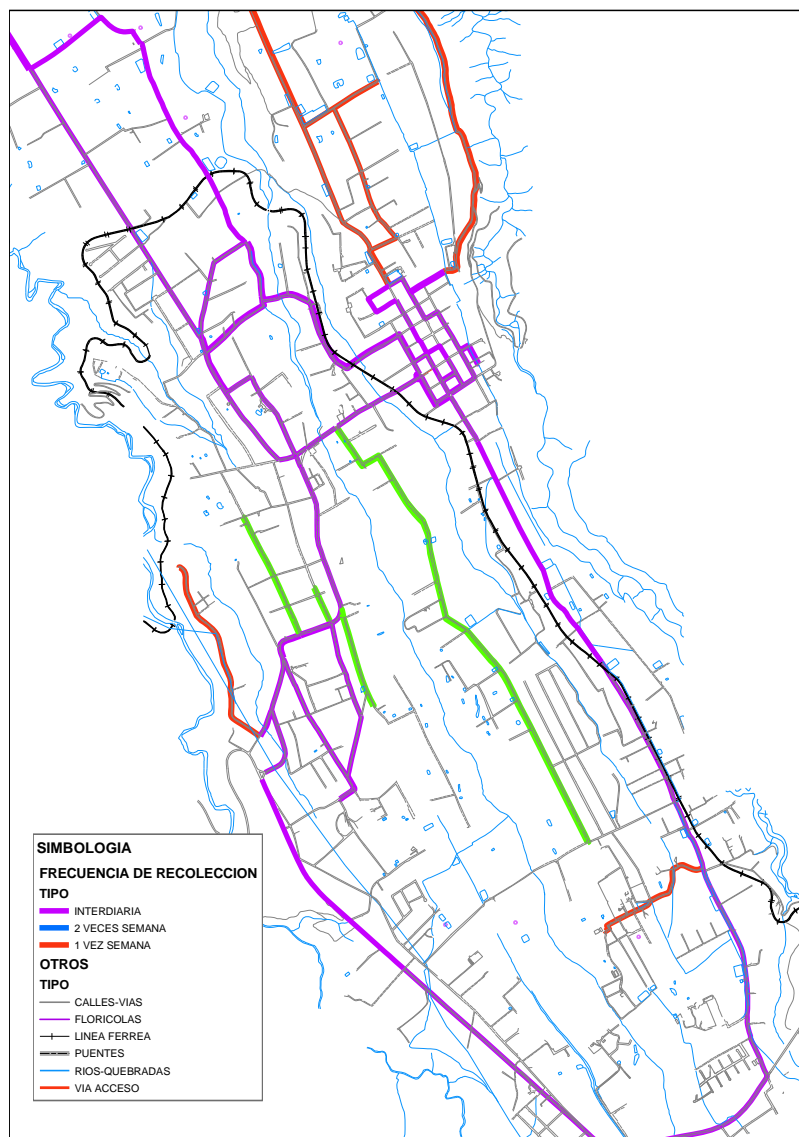 SIMBOLOGIA
FRECUENCIA DE RECOLECCION
TIPO
INTERDIARIA
2 VECES SEMANA
1 VEZ SEMANA
OTROS
TIPO
CALLES-VIAS
FLORICOLAS
LINEA FERREA
PUENTES
RIOS-QUEBRADAS
VIA ACCESO